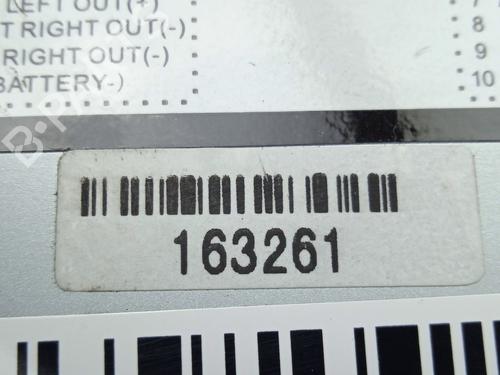 LEFT OUT(+)
T RIGHT OUT(-)
RIGHT OUT(-)
BATTERY-)
7
8
9
10
163261